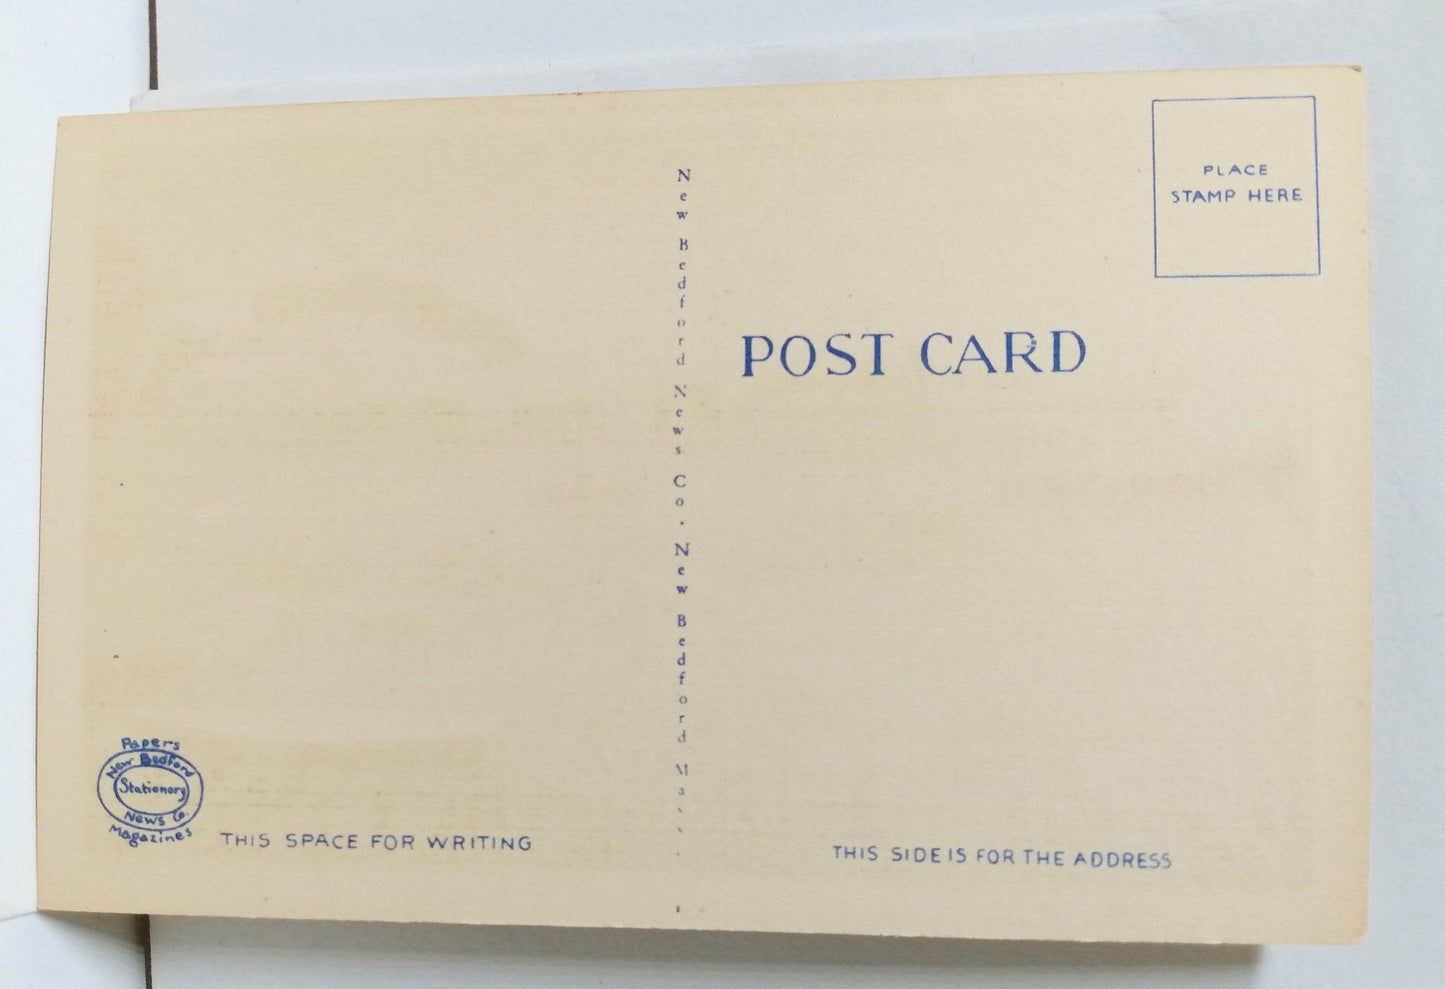 PLACE
STAMP HERE
POST CARD
New Bedford News Co. New Bedford Ma
Papers
New Bedford
Stationery
News Co.
Magazines
THIS SPACE FOR WRITING
THIS SIDE IS FOR THE ADDRESS